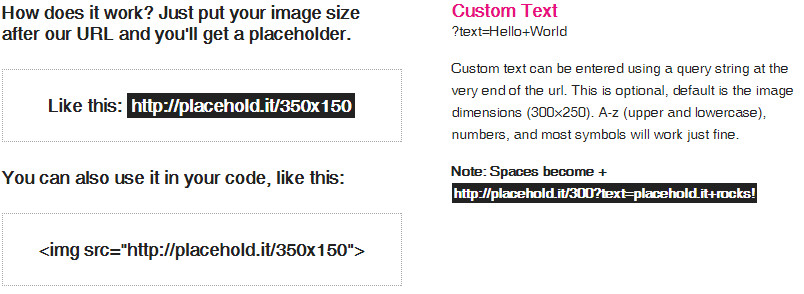 How does it work? Just put your image size
after our URL and you'll get a placeholder.
Like this: http://placehold.it/350x150
You can also use it in your code, like this:
<img src="http://placehold.it/350x150">
Custom Text
?text=Hello+World
Custom text can be entered using a query string at the
very end of the url. This is optional, default is the image
dimensions (300×250). A-z (upper and lowercase),
numbers, and most symbols will work just fine.
Note: Spaces become +
http://placehold.it/300?text=placehold.it+rocks!